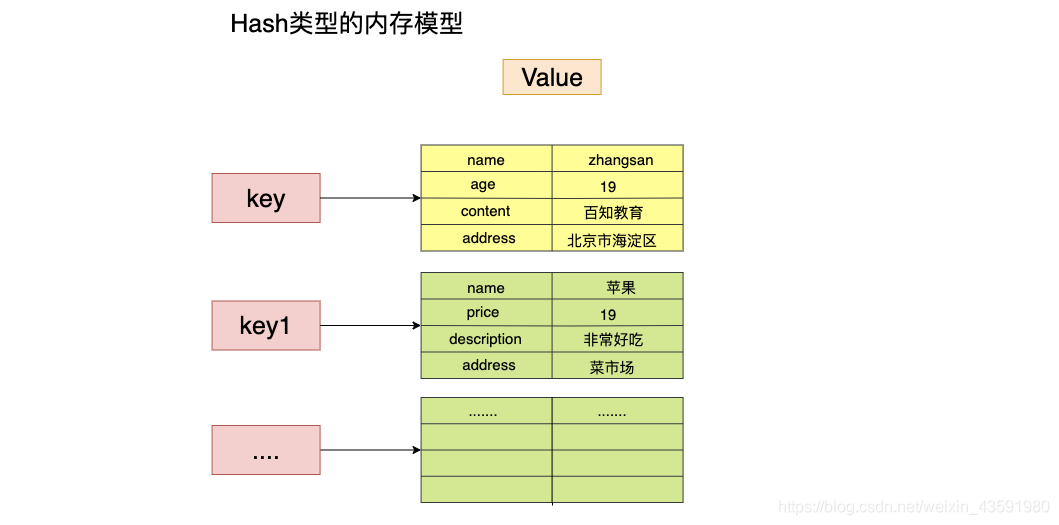 Hash类型的内存模型
Value
key
name zhangsan
age 19
content 百知教育
address 北京市海淀区
key1
name 苹果
price 19
description 非常好吃
address 菜市场
....
....... .......
https://blog.csdn.net/weixin_43591980